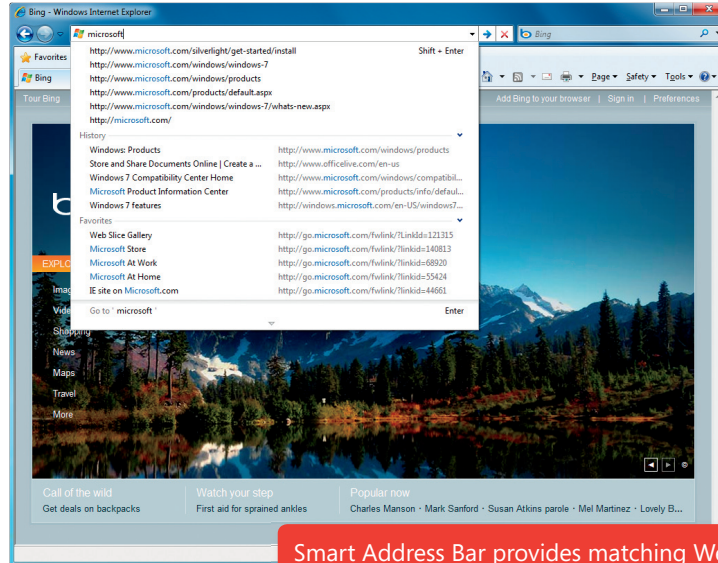 Bing - Windows Internet Explorer
microsoft
Bing
Favorites
http://www.microsoft.com/silverlight/get-started/install Shift + Enter
http://www.microsoft.com/windows/windows-7
http://www.microsoft.com/windows/products
http://www.microsoft.com/products/default.aspx
http://www.microsoft.com/windows/windows-7/whats-new.aspx
http://microsoft.com/
Bing
Page Safety Tools
Tour Bing
Add Bing to your browser | Sign in | Preferences
History
Windows: Products http://www.microsoft.com/windows/products
Store and Share Documents Online | Create a ... http://www.officelive.com/en-us
Windows 7 Compatibility Center Home http://www.microsoft.com/windows/compatibil...
Microsoft Product Information Center http://www.microsoft.com/products/info/defaul...
Windows 7 features http://windows.microsoft.com/en-US/windows7...
Favorites
Web Slice Gallery http://go.microsoft.com/fwlink/?LinkId=121315
Microsoft Store http://go.microsoft.com/fwlink/?linkid=140813
Microsoft At Work http://go.microsoft.com/fwlink/?linkid=68920
Microsoft At Home http://go.microsoft.com/fwlink/?linkid=55424
IE site on Microsoft.com http://go.microsoft.com/fwlink/?linkid=44661
Go to ' microsoft ' Enter
Shopping
News
Maps
Travel
More
Call of the wild
Get deals on backpacks
Watch your step
First aid for sprained ankles
Popular now
Charles Manson · Mark Sanford · Susan Atkins parole · Mel Martinez · Lovely B...
Smart Address Bar provides matching